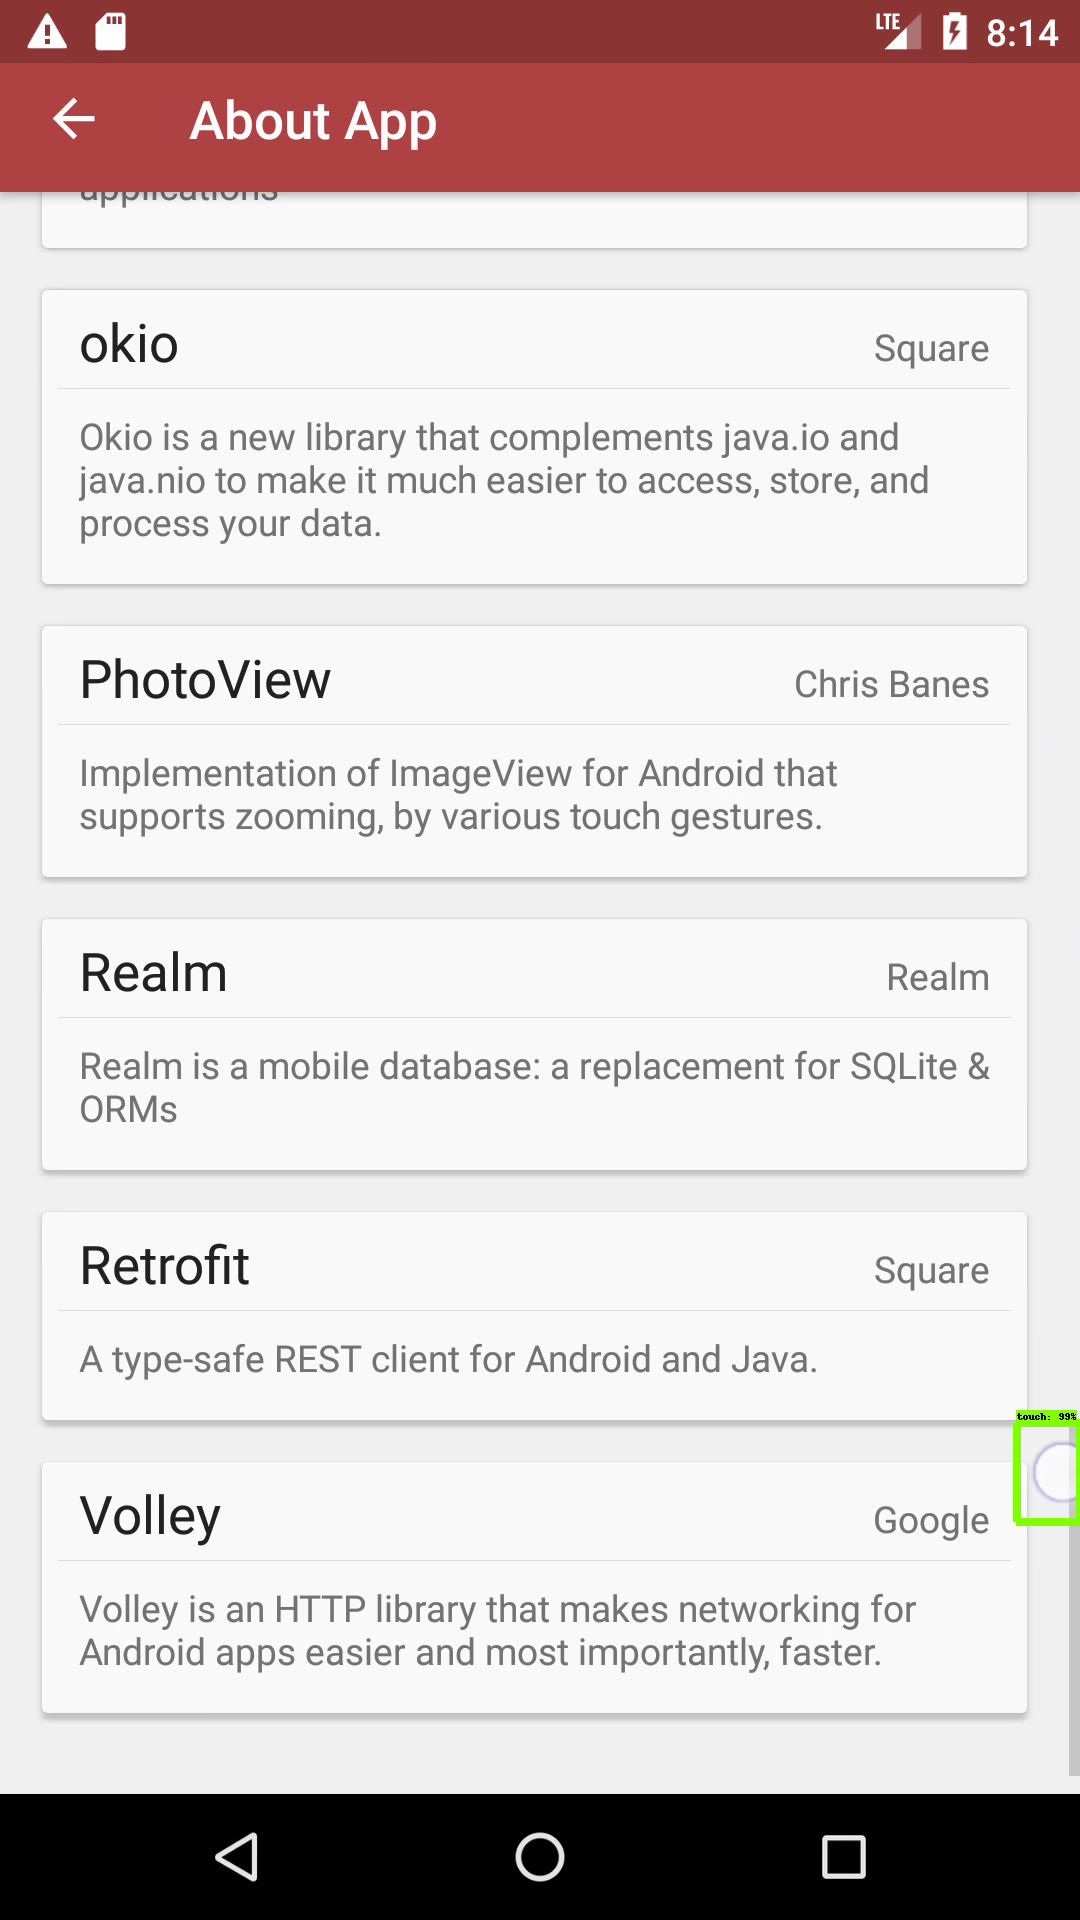 LTE 8:14
About App
applications
okio Square
Okio is a new library that complements java.io and
java.nio to make it much easier to access, store, and
process your data.
PhotoView Chris Banes
Implementation of ImageView for Android that
supports zooming, by various touch gestures.
Realm Realm
Realm is a mobile database: a replacement for SQLite &
ORMs
Retrofit Square
A type-safe REST client for Android and Java.
touch: 99%
Volley Google
Volley is an HTTP library that makes networking for
Android apps easier and most importantly, faster.